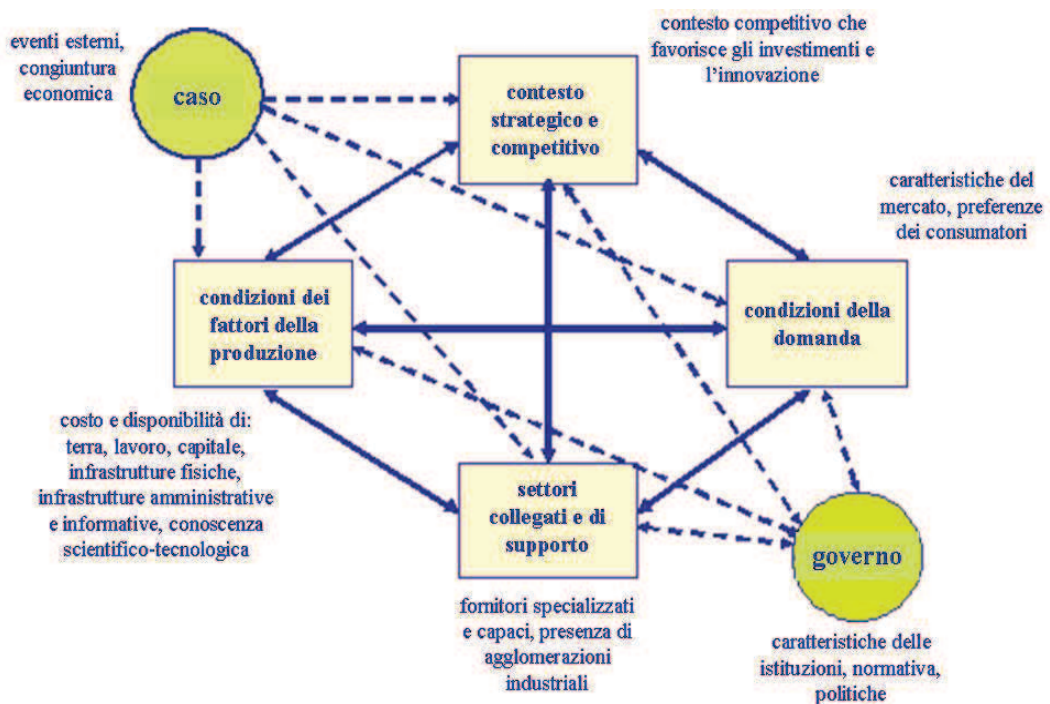 eventi esterni,
congiuntura
economica
caso
contesto competitivo che
favorisce gli investimenti e
l'innovazione
contesto
strategico e
competitivo
caratteristiche del
mercato, preferenze
dei consumatori
condizioni dei
fattori della
produzione
condizioni della
domanda
costo e disponibilità di:
terra, lavoro, capitale,
infrastrutture fisiche,
infrastrutture amministrative
e informative, conoscenza
scientifico-tecnologica
settori
collegati e di
supporto
governo
fornitori specializzati
e capaci, presenza di
agglomerazioni
industriali
caratteristiche delle
istituzioni, normativa,
politiche